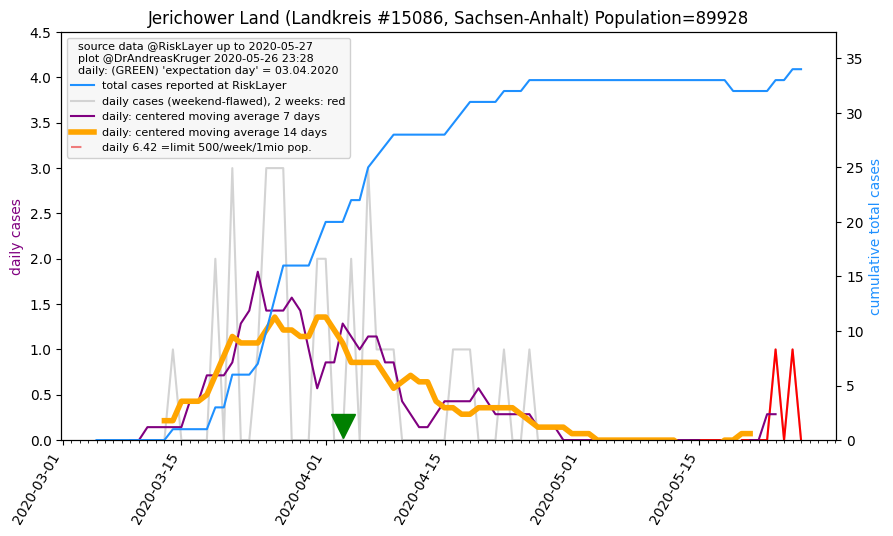 Jerichower Land (Landkreis #15086, Sachsen-Anhalt) Population=89928
source data @RiskLayer up to 2020-05-27
plot @DrAndreasKruger 2020-05-26 23:28
daily: (GREEN) 'expectation day' = 03.04.2020
total cases reported at RiskLayer
daily cases (weekend-flawed), 2 weeks: red
daily: centered moving average 7 days
daily: centered moving average 14 days
daily 6.42 =limit 500/week/1mio pop.
daily cases
4.5
4.0
3.5
3.0
2.5
2.0
1.5
1.0
0.5
0.0
35
30
25
20
15
10
5
0
cumulative total cases
2020-03-01
2020-03-15
2020-04-01
2020-04-15
2020-05-01
2020-05-15